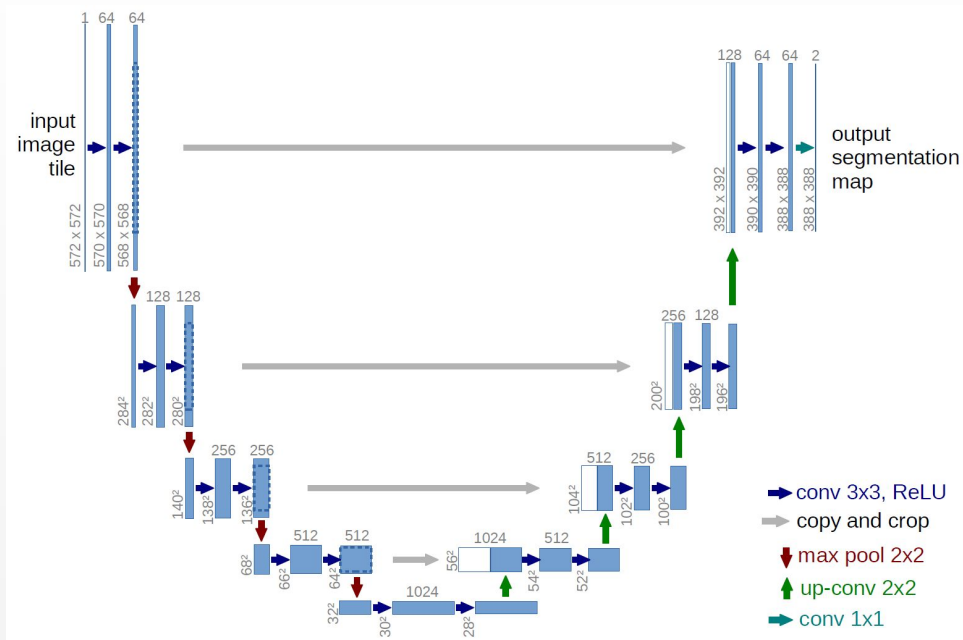 1 64 64
input
image
tile
572 x 572
570 x 570
568 x 568
128 64 64 2
output
segmentation
map
392 x 392
390 x 390
388 x 388
388 x 388
128 128
284²
282²
280²
256 128
200²
198²
196²
256 256
140²
138²
136²
512 256
104²
102²
100²
512 512
68²
66²
64²
1024 512
56²
54²
52²
1024
32²
30²
28²
conv 3x3, ReLU
copy and crop
max pool 2x2
up-conv 2x2
conv 1x1